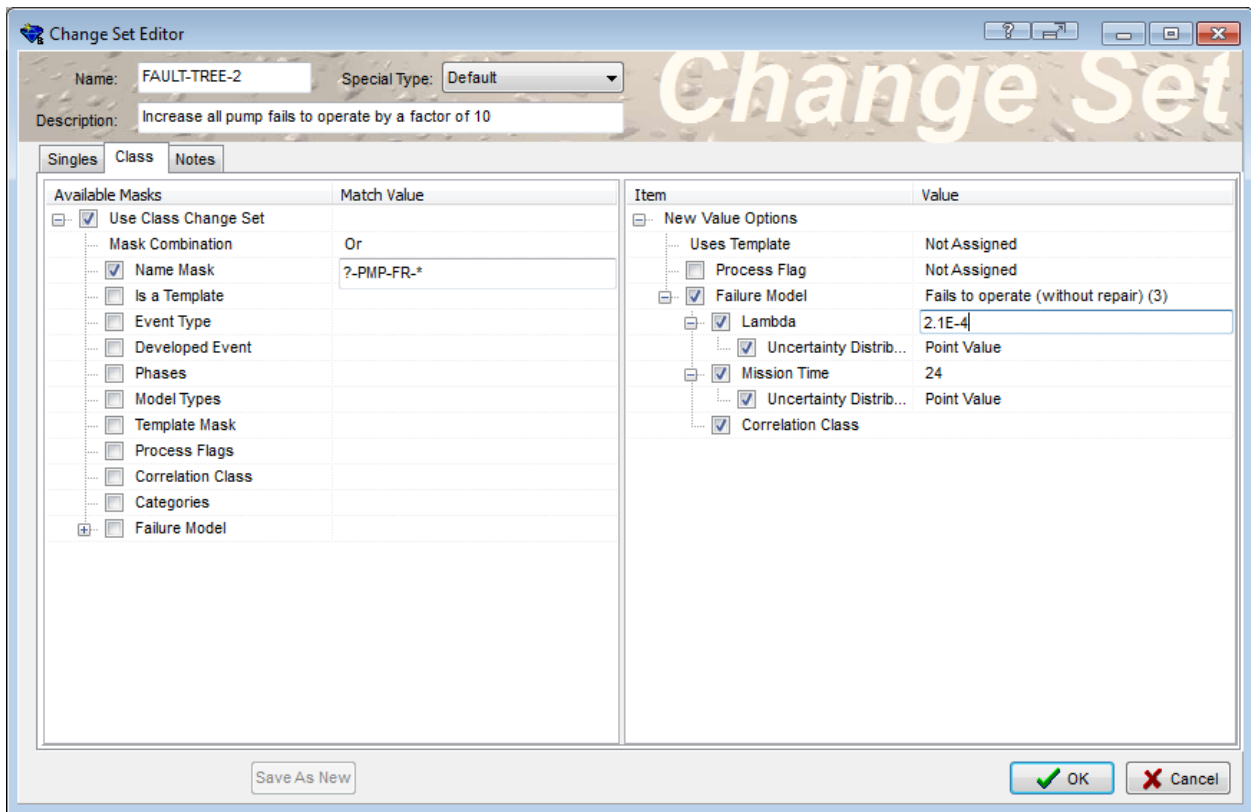 Change Set Editor
Name: FAULT-TREE-2 Special Type: Default
Change Set
Description: Increase all pump fails to operate by a factor of 10
Singles Class Notes
Available Masks Match Value Item Value
Use Class Change Set New Value Options
Mask Combination Or Uses Template Not Assigned
Name Mask ?-PMP-FR-* Process Flag Not Assigned
Is a Template Failure Model Fails to operate (without repair) (3)
Event Type Lambda 2.1E-4
Developed Event Uncertainty Distrib... Point Value
Phases Mission Time 24
Model Types Uncertainty Distrib... Point Value
Template Mask Correlation Class
Process Flags
Correlation Class
Categories
Failure Model
Save As New OK Cancel